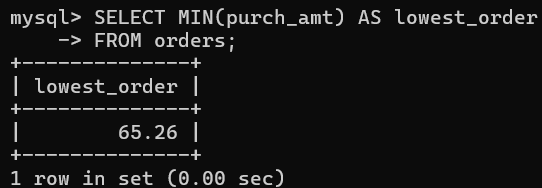 mysql> SELECT MIN(purch_amt) AS lowest_order
    -> FROM orders;
+--------------+
| lowest_order |
+--------------+
|        65.26 |
+--------------+
1 row in set (0.00 sec)